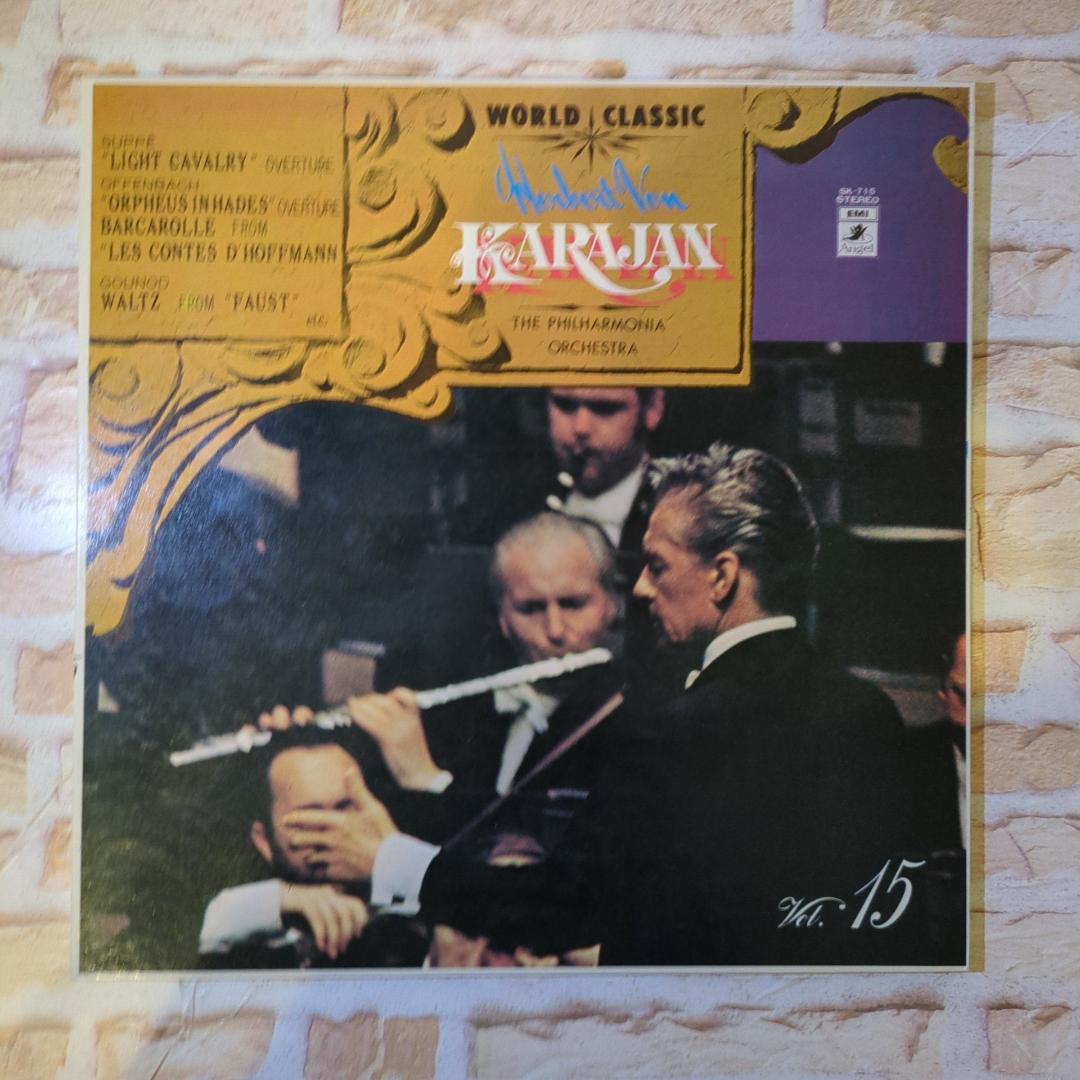 SUPPÉ
"LIGHT CAVALRY" OVERTURE
OFFENBACH
"ORPHEUS IN HADES" OVERTURE
BARCAROLLE FROM
"LES CONTES D'HOFFMANN
GOUNOD
WALTZ FROM "FAUST"
etc.
WORLD CLASSIC
Herbert Von
KARAJAN
THE PHILHARMONIA
ORCHESTRA
SK-715
STEREO
EMI
Angel
Vol. 15